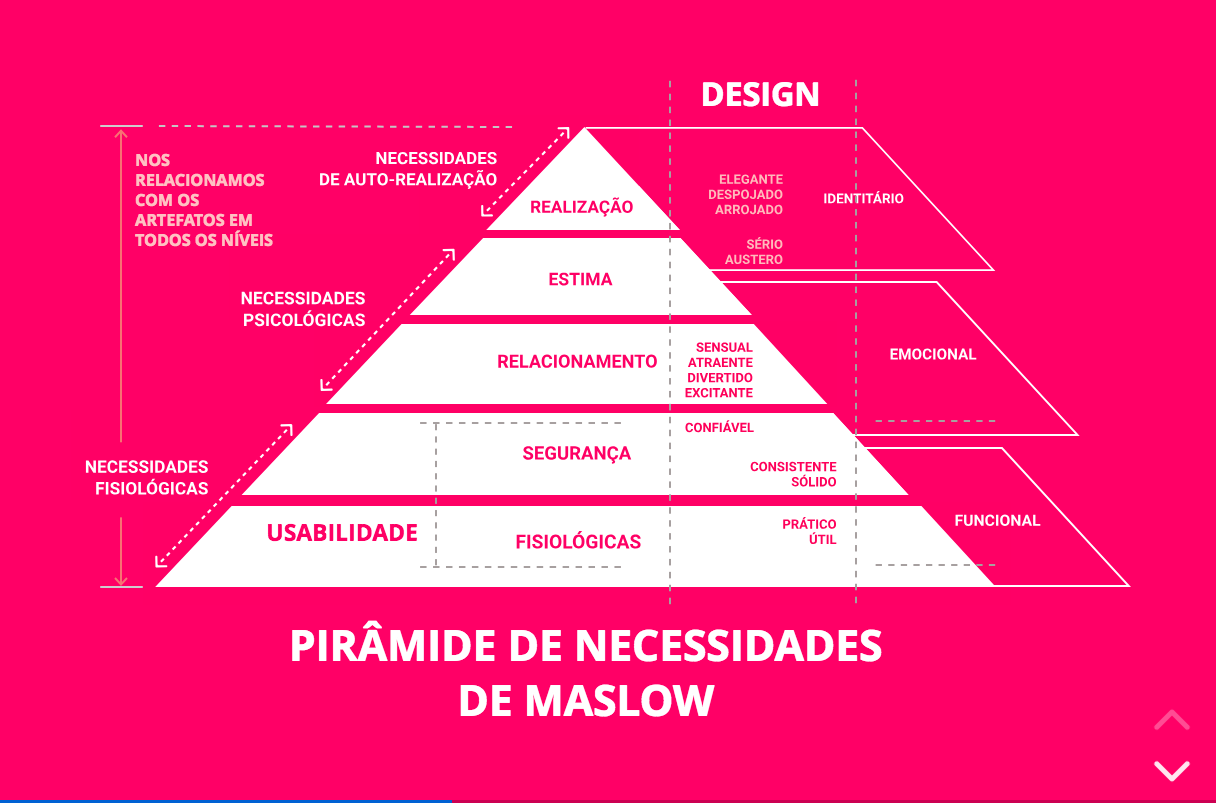 DESIGN
NOS
RELACIONAMOS
COM OS
ARTEFATOS EM
TODOS OS NÍVEIS
NECESSIDADES
DE AUTO-REALIZAÇÃO
REALIZAÇÃO
ELEGANTE
DESPOJADO
ARROJADO
SÉRIO
AUSTERO
IDENTITÁRIO
NECESSIDADES
PSICOLÓGICAS
ESTIMA
RELACIONAMENTO
SENSUAL
ATRAENTE
DIVERTIDO
EXCITANTE
EMOCIONAL
NECESSIDADES
FISIOLÓGICAS
SEGURANÇA
CONFIÁVEL
CONSISTENTE
SÓLIDO
USABILIDADE
FISIOLÓGICAS
PRÁTICO
ÚTIL
FUNCIONAL
PIRÂMIDE DE NECESSIDADES
DE MASLOW